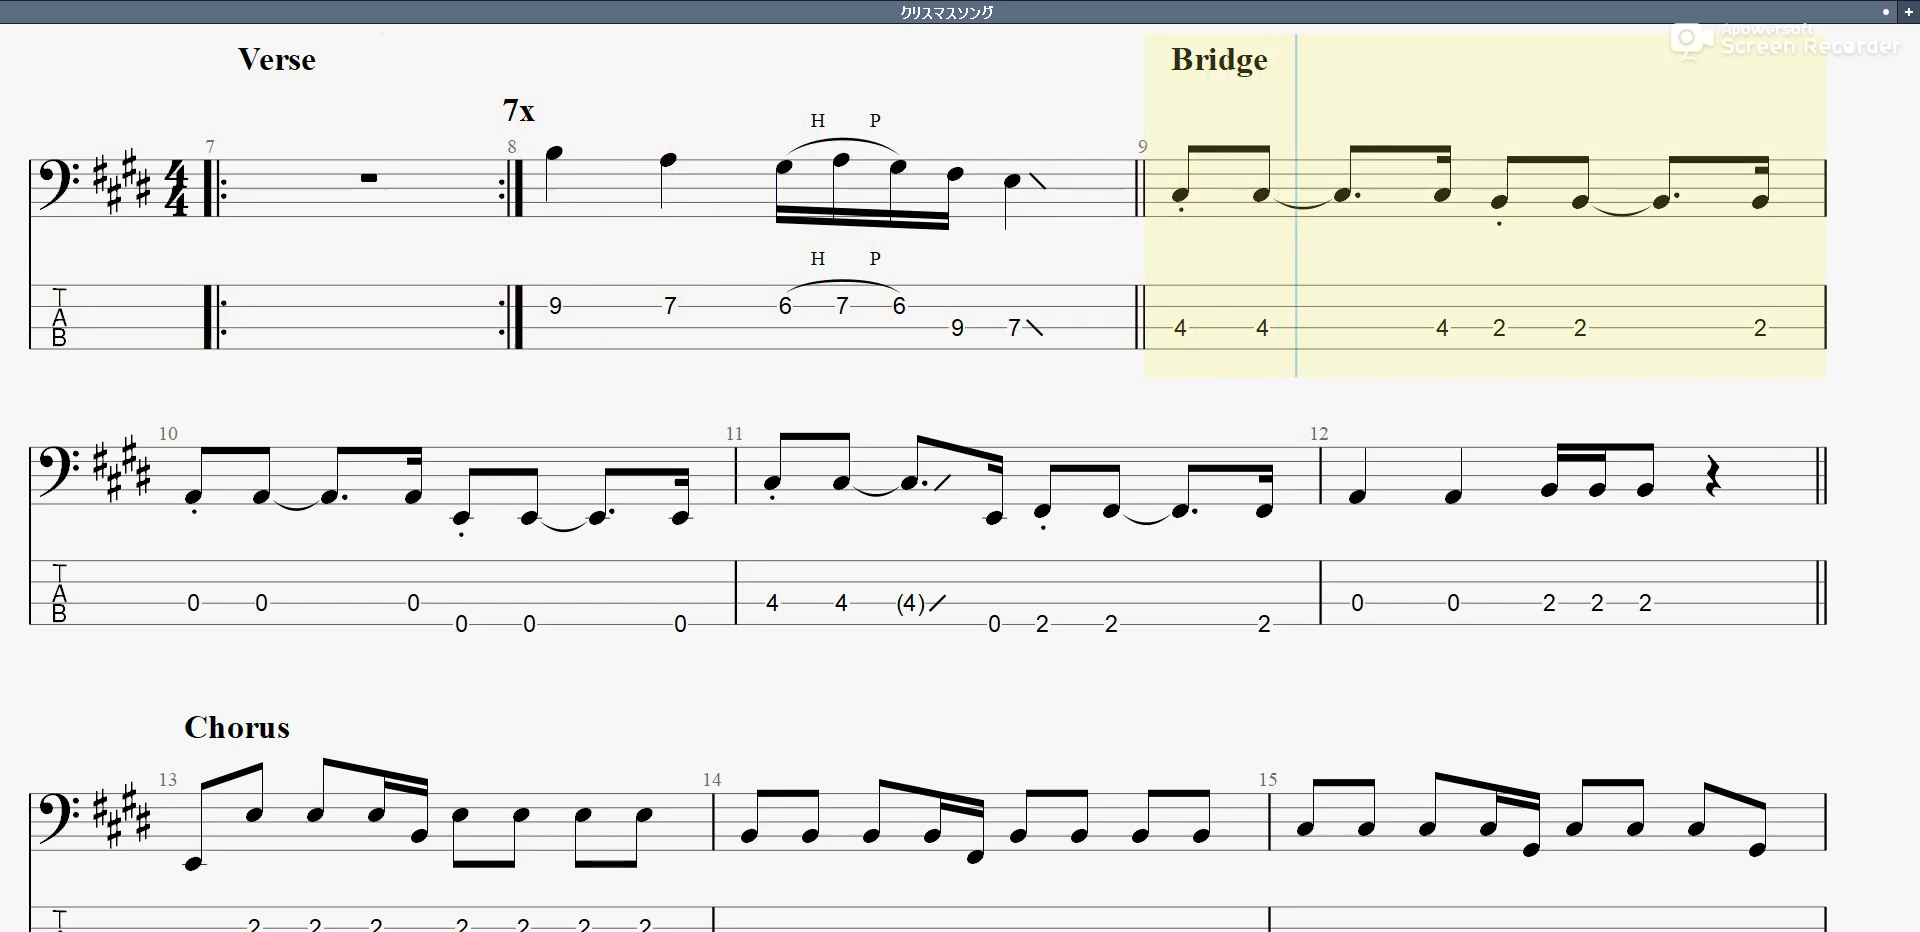 クリスマスソング
Apowersoft
Screen Recorder
Verse
Bridge
7x
H P
7 8 9
4
4
H P
T
A
B
9 7 6 7 6 9 7 4 4 4 2 2 2
10 11 12
T
A
B
0 0 0 0 0 0 4 4 (4) 0 2 2 2 0 0 2 2 2
Chorus
13 14 15
T
2 2 2 2 2 2 2